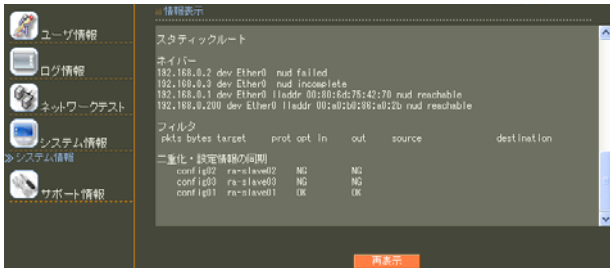 ユーザ情報
ログ情報
ネットワークテスト
システム情報
≫システム情報
サポート情報
情報表示
スタティックルート
ネイバー
192.168.0.2 dev Ether0 nud failed
192.168.0.3 dev Ether0 nud incomplete
192.168.0.1 dev Ether0 lladdr 00:80:6d:75:42:70 nud reachable
192.168.0.200 dev Ether0 lladdr 00:a0:b0:86:a0:2b nud reachable
フィルタ
pkts bytes target prot opt in out source destination
二重化・設定情報の同期
config02 ra-slave02 NG NG
config03 ra-slave03 NG NG
config01 ra-slave01 OK OK
再表示